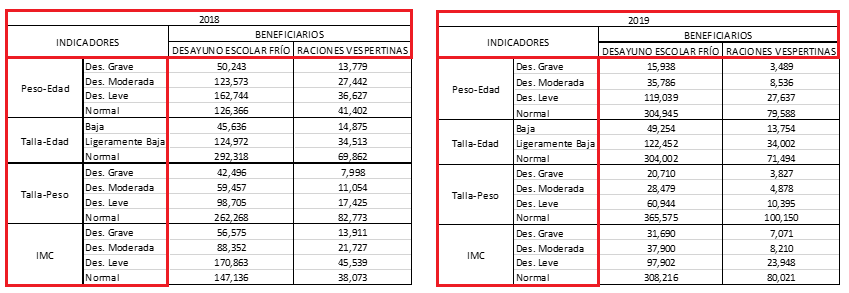 2018
INDICADORES BENEFICIARIOS
DESAYUNO ESCOLAR FRÍO RACIONES VESPERTINAS
Peso-Edad Des. Grave 50,243 13,779
Des. Moderada 123,573 27,442
Des. Leve 162,744 36,627
Normal 126,366 41,402
Talla-Edad Baja 45,636 14,875
Ligeramente Baja 124,972 34,513
Normal 292,318 69,862
Talla-Peso Des. Grave 42,496 7,998
Des. Moderada 59,457 11,054
Des. Leve 98,705 17,425
Normal 262,268 82,773
IMC Des. Grave 56,575 13,911
Des. Moderada 88,352 21,727
Des. Leve 170,863 45,539
Normal 147,136 38,073
2019
INDICADORES BENEFICIARIOS
DESAYUNO ESCOLAR FRÍO RACIONES VESPERTINAS
Peso-Edad Des. Grave 15,938 3,489
Des. Moderada 35,786 8,536
Des. Leve 119,039 27,637
Normal 304,945 79,588
Talla-Edad Baja 49,254 13,754
Ligeramente Baja 122,452 34,002
Normal 304,002 71,494
Talla-Peso Des. Grave 20,710 3,827
Des. Moderada 28,479 4,878
Des. Leve 60,944 10,395
Normal 365,575 100,150
IMC Des. Grave 31,690 7,071
Des. Moderada 37,900 8,210
Des. Leve 97,902 23,948
Normal 308,216 80,021